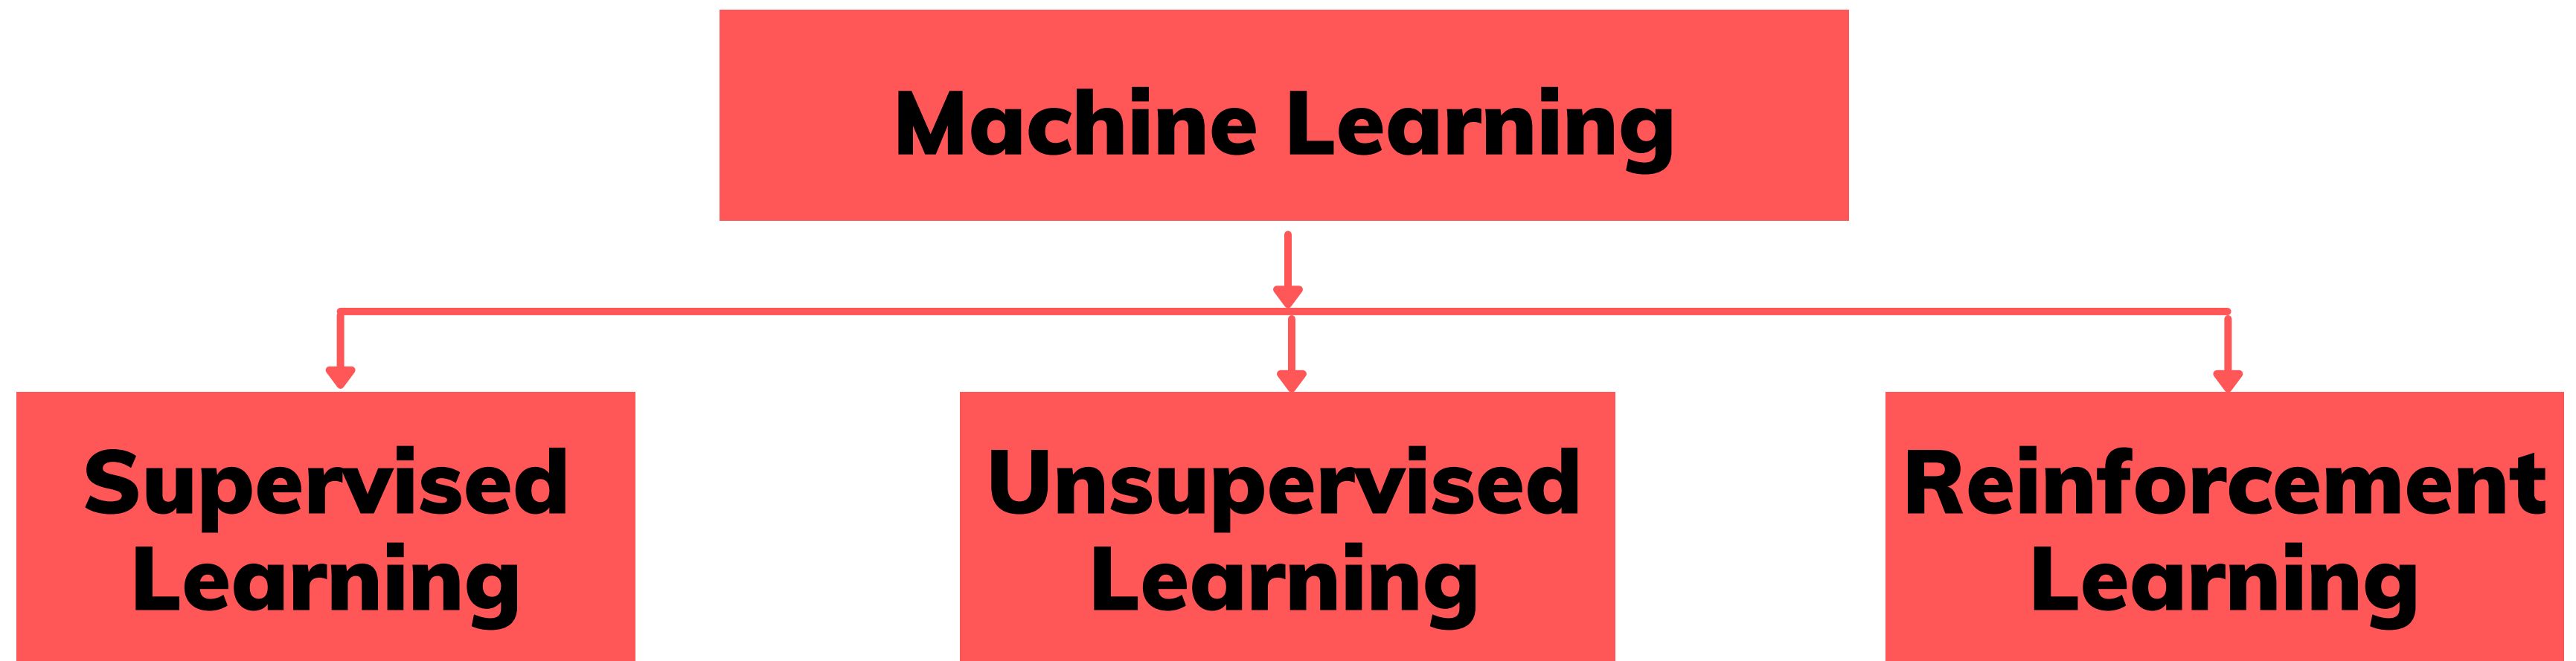 Machine Learning
Supervised
Learning
Unsupervised
Learning
Reinforcement
Learning